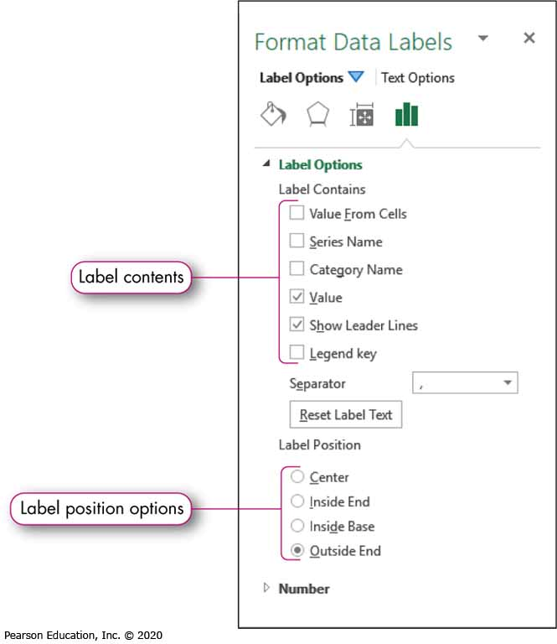 Format Data Labels
Label Options Text Options
Label Options
Label Contains
Value From Cells
Series Name
Category Name
Label contents
Value
Show Leader Lines
Legend key
Separator ,
Reset Label Text
Label Position
Center
Inside End
Label position options
Inside Base
Outside End
Number
Pearson Education, Inc. © 2020